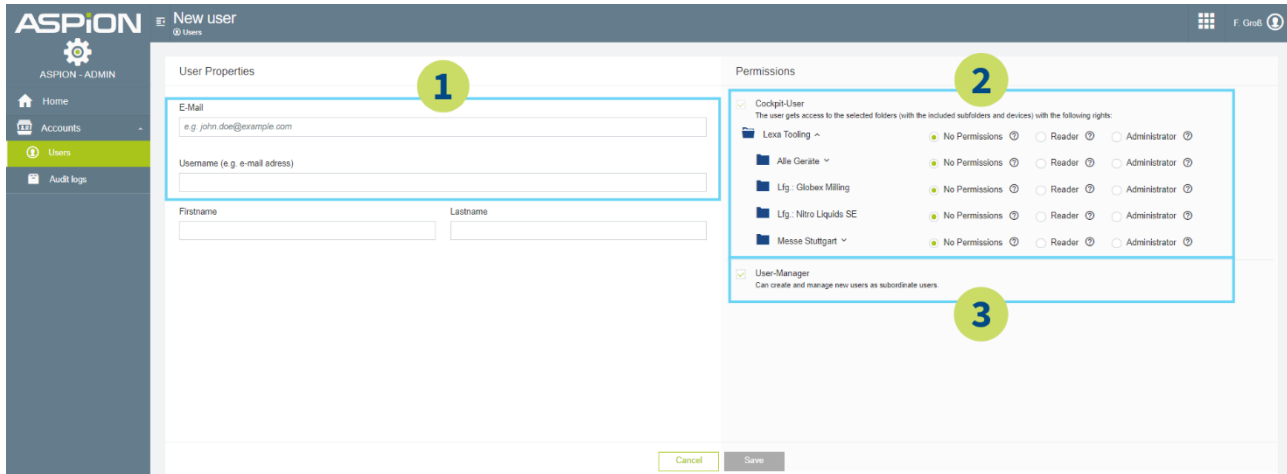 ASPiON
New user
Users
F. Groß
ASPION - ADMIN
Home
Accounts
Users
Audit logs
User Properties
1
E-Mail
e.g. john.doe@example.com
Username (e.g. e-mail adress)
Firstname
Lastname
Permissions
2
Cockpit-User
The user gets access to the selected folders (with the included subfolders and devices) with the following rights:
Lexa Tooling No Permissions Reader Administrator
Alle Geräte No Permissions Reader Administrator
Lfg.: Globex Milling No Permissions Reader Administrator
Lfg.: Nitro Liquids SE No Permissions Reader Administrator
Messe Stuttgart No Permissions Reader Administrator
User-Manager
Can create and manage new users as subordinate users.
3
Cancel
Save